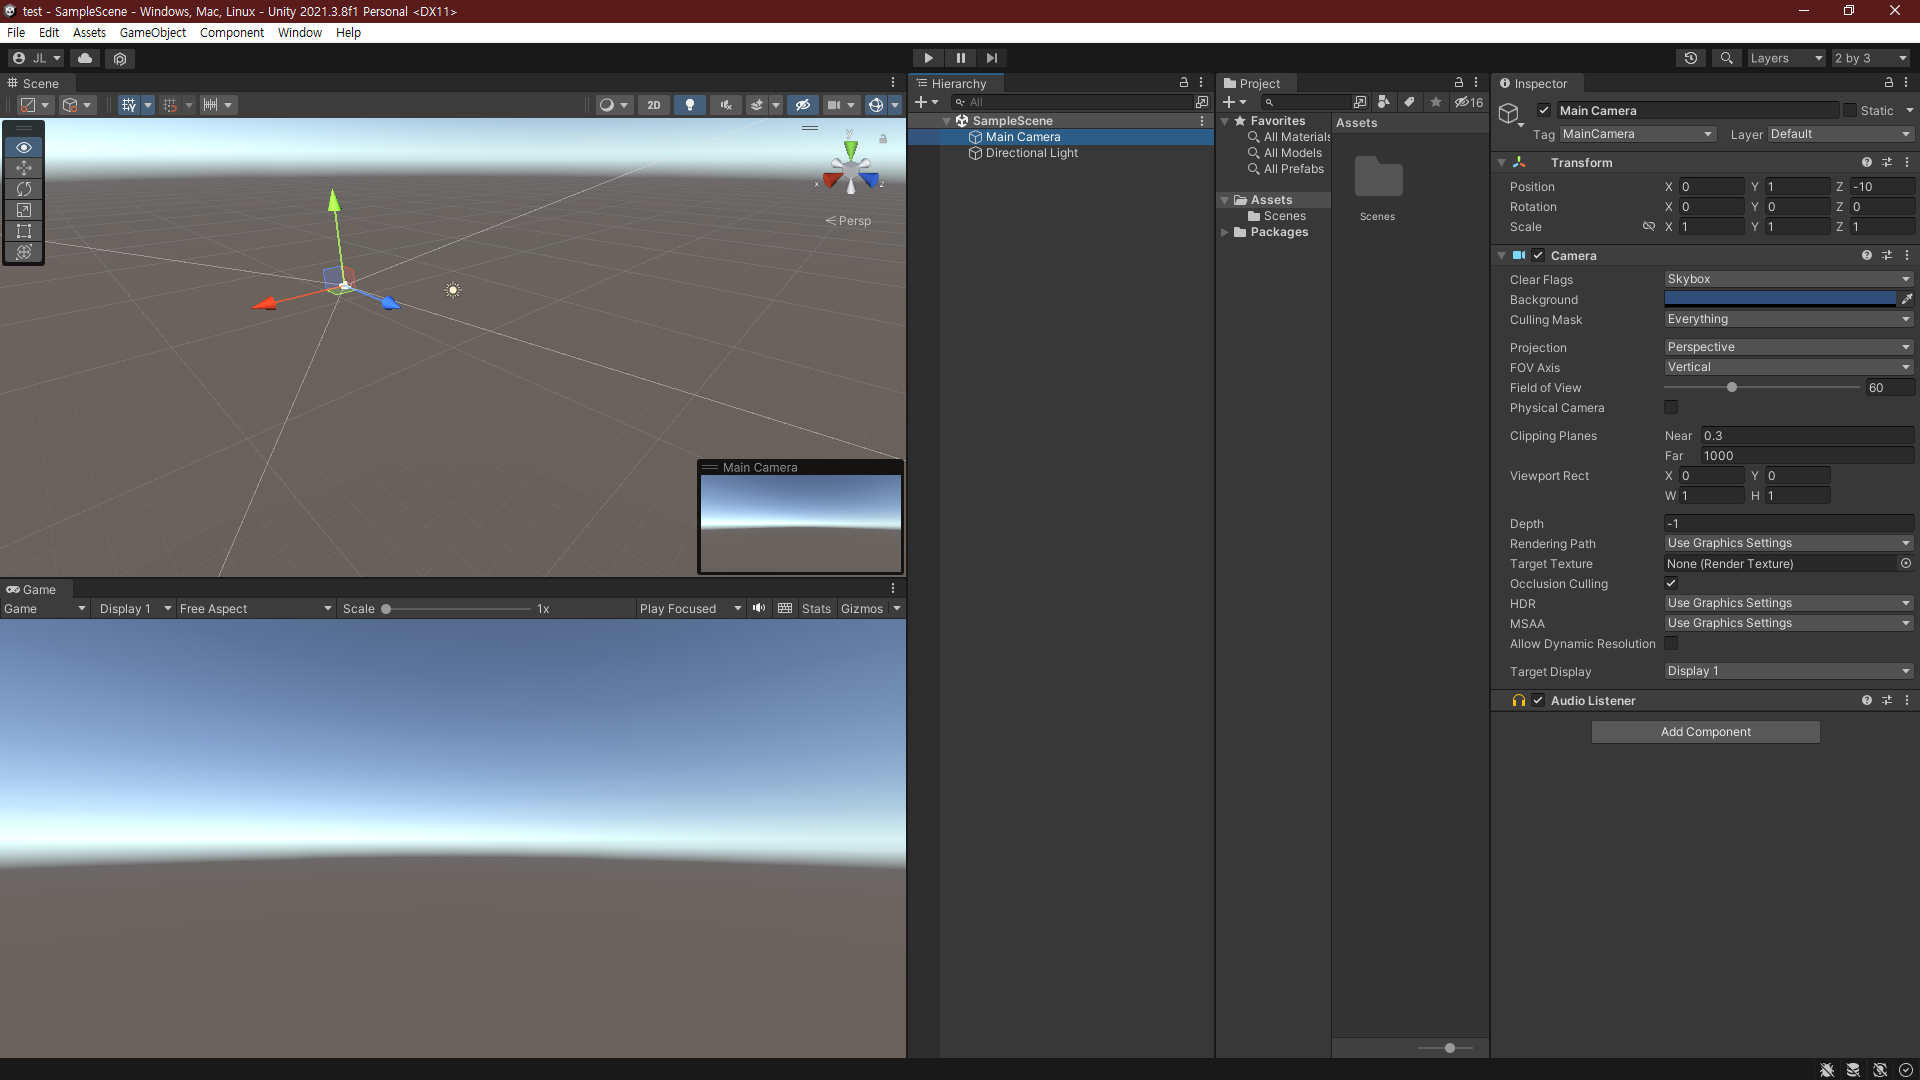 test - SampleScene - Windows, Mac, Linux - Unity 2021.3.8f1 Personal <DX11>
File Edit Assets GameObject Component Window Help
JL Layers 2 by 3
Scene
2D
y
x z
Persp
Main Camera
Game
Game Display 1 Free Aspect Scale 1x Play Focused Stats Gizmos
Hierarchy
All
SampleScene
Main Camera
Directional Light
Project
16
Favorites
All Materials
All Models
All Prefabs
Assets
Scenes
Packages
Assets
Scenes
Inspector
Main Camera Static
Tag MainCamera Layer Default
Transform
Position X 0 Y 1 Z -10
Rotation X 0 Y 0 Z 0
Scale X 1 Y 1 Z 1
Camera
Clear Flags Skybox
Background
Culling Mask Everything
Projection Perspective
FOV Axis Vertical
Field of View 60
Physical Camera
Clipping Planes Near 0.3
Far 1000
Viewport Rect X 0 Y 0
W 1 H 1
Depth -1
Rendering Path Use Graphics Settings
Target Texture None (Render Texture)
Occlusion Culling
HDR Use Graphics Settings
MSAA Use Graphics Settings
Allow Dynamic Resolution
Target Display Display 1
Audio Listener
Add Component